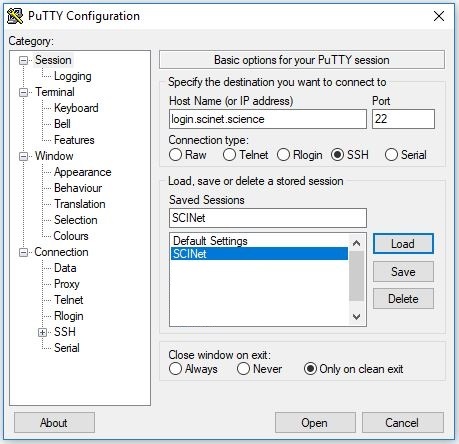 PuTTY Configuration
Category:
Session
Logging
Terminal
Keyboard
Bell
Features
Window
Appearance
Behaviour
Translation
Selection
Colours
Connection
Data
Proxy
Telnet
Rlogin
SSH
Serial
Basic options for your PuTTY session
Specify the destination you want to connect to
Host Name (or IP address) Port
login.scinet.science 22
Connection type:
Raw Telnet Rlogin SSH Serial
Load, save or delete a stored session
Saved Sessions
SCINet
Default Settings
SCINet
Load
Save
Delete
Close window on exit:
Always Never Only on clean exit
About Open Cancel